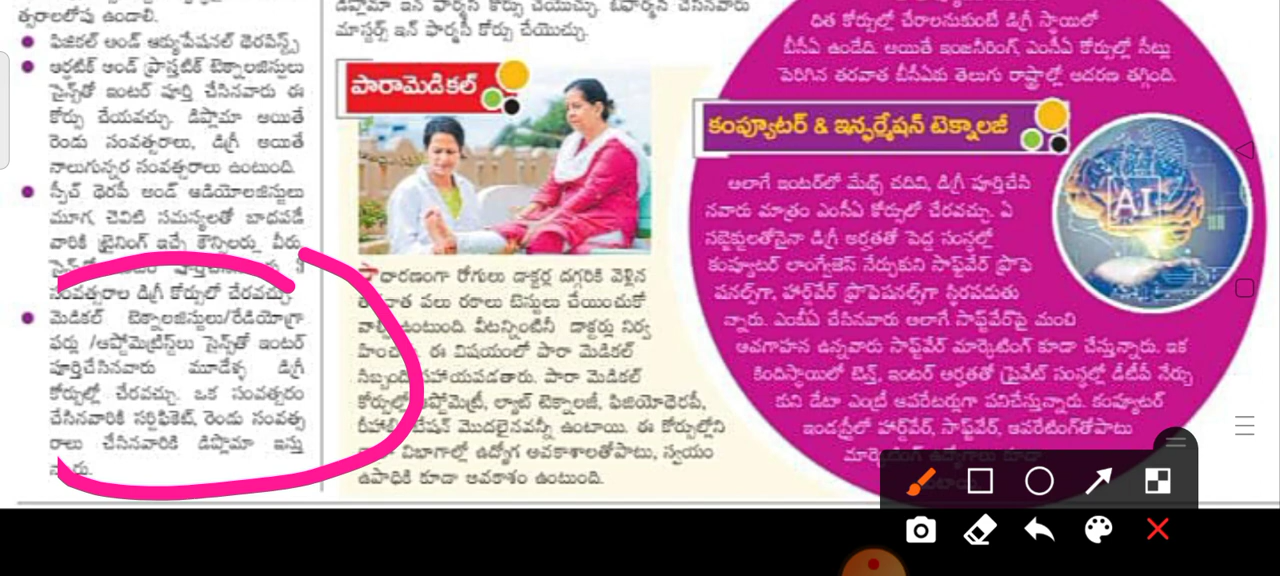 త్సరాలలోపు ఉండాలి.
ఫిజికల్ అండ్ ఆక్యుపేషనల్ థెరపిస్ట్స్
ఆర్థటిక్ అండ్ ప్రాస్తటిక్ టెక్నాలజిస్టులు
సైన్స్‌తో ఇంటర్ పూర్తి చేసినవారు ఈ
కోర్సు చేయవచ్చు. డిప్లొమా అయితే
రెండు సంవత్సరాలు, డిగ్రీ అయితే
నాలుగున్నర సంవత్సరాలు ఉంటుంది.
స్పీచ్ థెరపీ అండ్ ఆడియాలజిస్టులు
మూగ, చెవిటి సమస్యలతో బాధపడే
వారికి ట్రైనింగ్ ఇచ్చే కౌన్సిలర్లు వీరు.
సంవత్సరాల డిగ్రీ కోర్సులో చేరవచ్చు.
మెడికల్ టెక్నాలజిస్టులు/రేడియోగ్రా
ఫర్లు /ఆప్టోమెట్రిస్ట్‌లు సైన్స్‌తో ఇంటర్
పూర్తిచేసినవారు మూడేళ్ళ డిగ్రీ
కోర్సుల్లో చేరవచ్చు. ఒక సంవత్సరం
చేసినవారికి సర్టిఫికెట్, రెండు సంవత్స
రాలు చేసినవారికి డిప్లొమా ఇస్తు
డిప్లొమా ఇన్ ఫార్మసీ కోర్సు చేయొచ్చు. బీఫార్మసీ చేసినవారు
మాస్టర్స్ ఇన్ ఫార్మసీ కోర్సు చేయొచ్చు.
పారామెడికల్
ధారణంగా రోగులు డాక్టర్ల దగ్గరికి వెళ్లిన
పలు రకాలు టెస్టులు చేయించుకో
ఉంటుంది. వీటన్నింటినీ డాక్టర్లు నిర్వ
ఈ విషయంలో పారా మెడికల్
సిబ్బంది సహాయపడతారు. పారా మెడికల్
కోర్సుల్లో ఆప్టోమెట్రీ, ల్యాబ్ టెక్నాలజీ, ఫిజియోథెరపీ,
మొదలైనవన్నీ ఉంటాయి. ఈ కోర్సుల్లోని
విభాగాల్లో ఉద్యోగ అవకాశాలతోపాటు, స్వయం
ఉపాధికి కూడా అవకాశం ఉంటుంది.
ధిత కోర్సుల్లో చేరాలనుకుంటే డిగ్రీ స్థాయిలో
బీసీఏ ఉండేది. అయితే ఇంజనీరింగ్, ఎంసీఏ కోర్సుల్లో సీట్లు
పెరిగిన తరవాత బీసీఏకు తెలుగు రాష్ట్రాల్లో ఆదరణ తగ్గింది.
కంప్యూటర్ & ఇన్ఫర్మేషన్ టెక్నాలజీ
అలాగే ఇంటర్‌లో మేథ్స్ చదివి, డిగ్రీ పూర్తిచేసి
నవారు మాత్రం ఎంసీఏ కోర్సులో చేరవచ్చు. ఏ
సబ్జెక్టులతోనైనా డిగ్రీ అర్హతతో పెద్ద సంస్థల్లో
కంప్యూటర్ లాంగ్వేజెస్ నేర్చుకుని సాఫ్ట్‌వేర్ ప్రొఫె
షనల్స్‌గా, హార్డ్‌వేర్ ప్రొఫెషనల్స్‌గా స్థిరపడుతు
న్నారు. ఎంబీఏ చేసినవారు అలాగే సాఫ్ట్‌వేర్‌పై మంచి
అవగాహన ఉన్నవారు సాఫ్ట్‌వేర్ మార్కెటింగ్ కూడా చేస్తున్నారు. ఇక
కిందిస్థాయిలో టెన్త్, ఇంటర్ అర్హతతో ప్రైవేట్ సంస్థల్లో డీటీపీ నేర్చు
కుని డేటా ఎంట్రీ ఆపరేటర్లుగా పనిచేస్తున్నారు. కంప్యూటర్
ఇండస్ట్రీలో హార్డ్‌వేర్, సాఫ్ట్‌వేర్, ఆపరేటింగ్‌తోపాటు
మార్కెటింగ్ ఉద్యోగాలు కూడా
AI